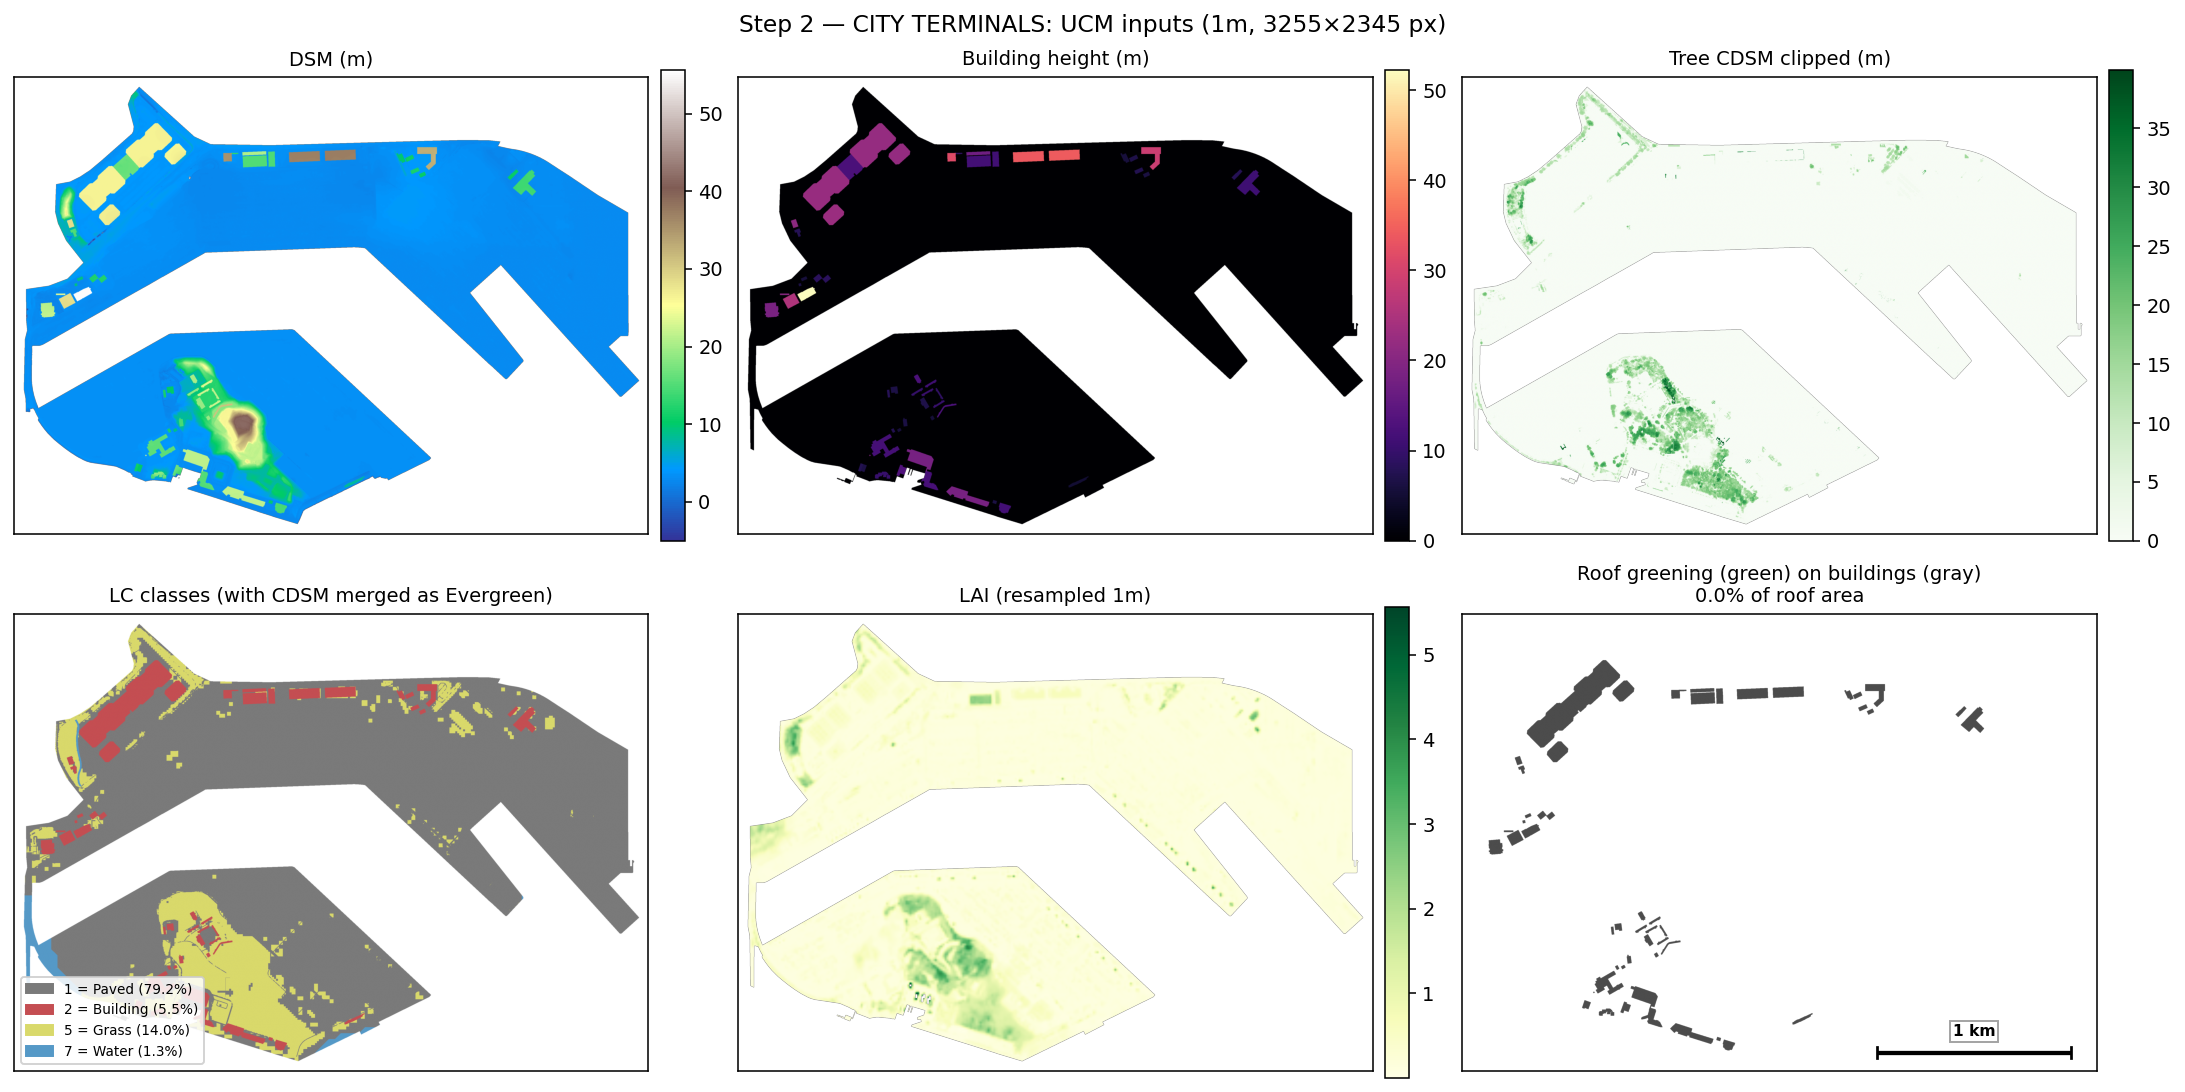 Step 2 — CITY TERMINALS: UCM inputs (1m, 3255×2345 px)
DSM (m)
50
40
30
20
10
0
Building height (m)
50
40
30
20
10
0
Tree CDSM clipped (m)
35
30
25
20
15
10
5
0
LC classes (with CDSM merged as Evergreen)
1 = Paved (79.2%)
2 = Building (5.5%)
5 = Grass (14.0%)
7 = Water (1.3%)
LAI (resampled 1m)
5
4
3
2
1
Roof greening (green) on buildings (gray)
0.0% of roof area
1 km